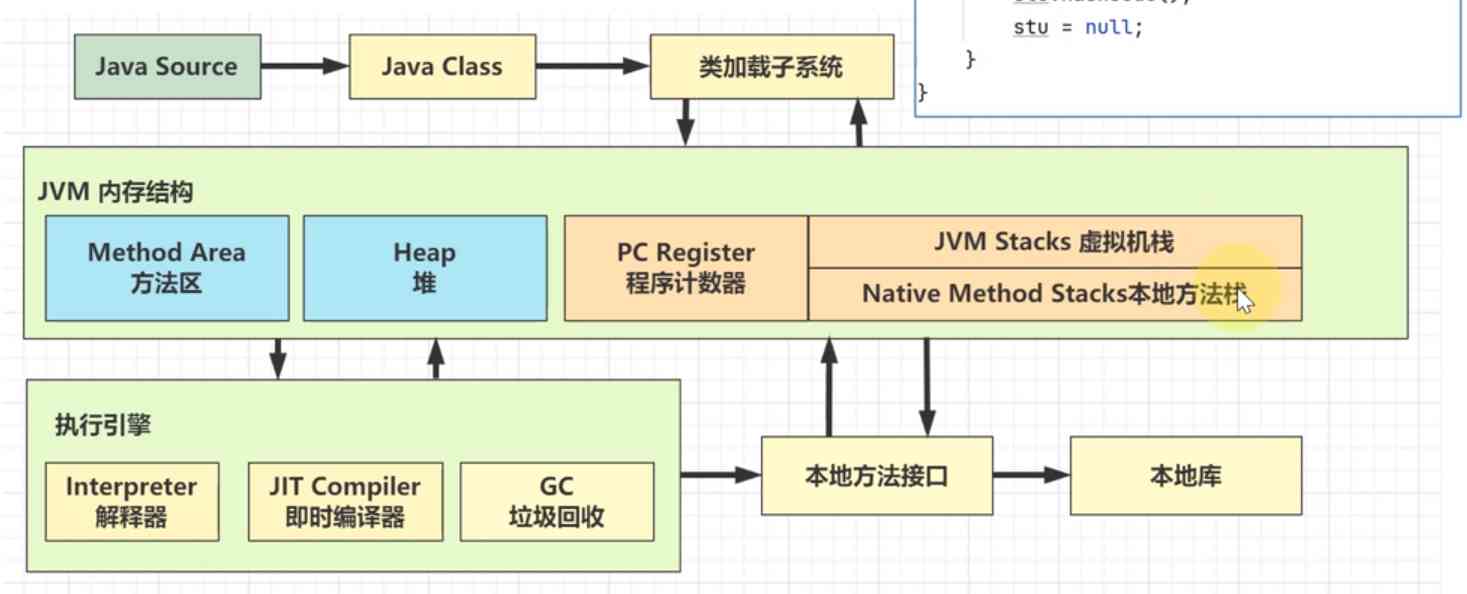 stu = null;
}
}
Java Source
Java Class
类加载子系统
JVM 内存结构
Method Area
方法区
Heap
堆
PC Register
程序计数器
JVM Stacks 虚拟机栈
Native Method Stacks本地方法栈
执行引擎
Interpreter
解释器
JIT Compiler
即时编译器
GC
垃圾回收
本地方法接口
本地库